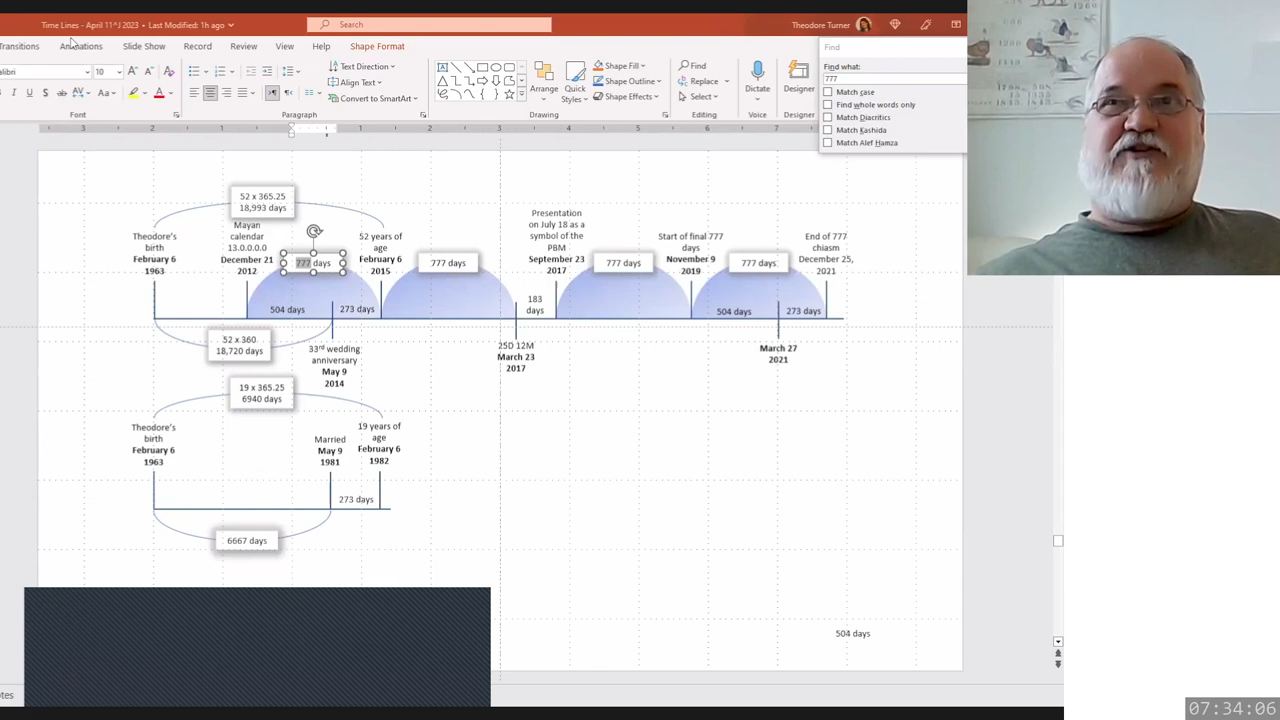 Time Lines - April 11^J 2023 • Last Modified: 1h ago
Search
Theodore Turner
Transitions
Animations
Slide Show
Record
Review
View
Help
Shape Format
Find
Find what:
777
Match case
Find whole words only
Match Diacritics
Match Kashida
Match Alef Hamza
10
Text Direction
Align Text
Convert to SmartArt
Arrange
Quick
Styles
Shape Fill
Shape Outline
Shape Effects
Find
Replace
Select
Dictate
Designer
Font
Paragraph
Drawing
Editing
Voice
Designer
52 x 365.25
18,993 days
Theodore's
birth
February 6
1963
Mayan
calendar
13.0.0.0.0
December 21
2012
777 days
52 years of
age
February 6
2015
777 days
Presentation
on July 18 as a
symbol of the
PBM
September 23
2017
777 days
Start of final 777
days
November 9
2019
777 days
End of 777
chiasm
December 25,
2021
504 days
273 days
183
days
504 days
273 days
52 x 360
18,720 days
33rd wedding
anniversary
May 9
2014
25D 12M
March 23
2017
March 27
2021
19 x 365.25
6940 days
Theodore's
birth
February 6
1963
Married
May 9
1981
19 years of
age
February 6
1982
273 days
6667 days
504 days
07:34:06